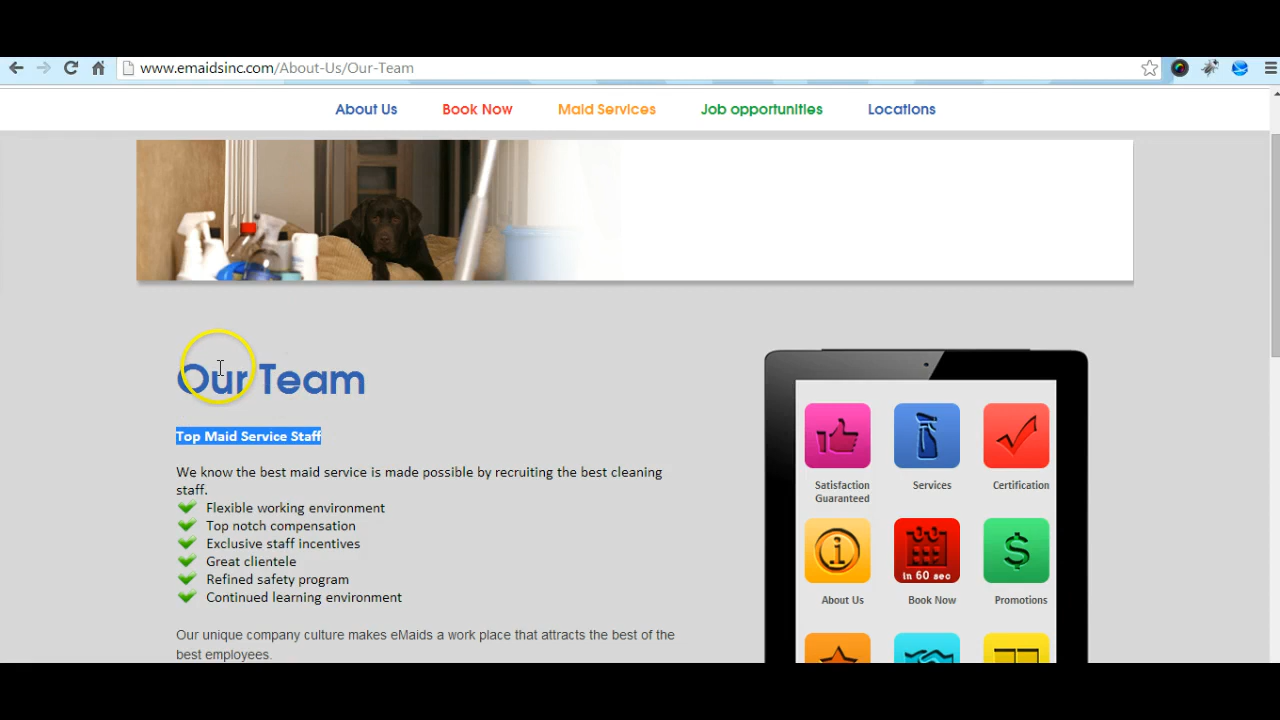 www.emaidsinc.com/About-Us/Our-Team
About Us Book Now Maid Services Job opportunities Locations
Our Team
Top Maid Service Staff
We know the best maid service is made possible by recruiting the best cleaning
staff.
Flexible working environment
Top notch compensation
Exclusive staff incentives
Great clientele
Refined safety program
Continued learning environment
Our unique company culture makes eMaids a work place that attracts the best of the
best employees.
Satisfaction
Guaranteed
Services
Certification
in 60 sec
About Us
Book Now
Promotions